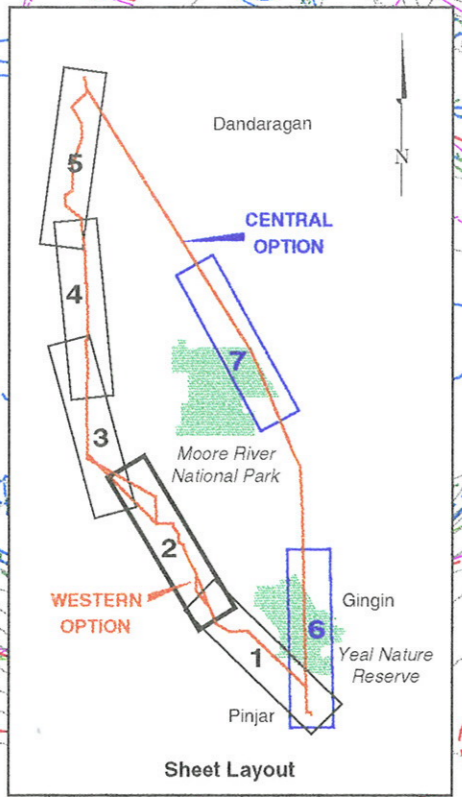 Dandaragan
N
5
CENTRAL
OPTION
4
7
3
Moore River
National Park
2
WESTERN
OPTION
Gingin
6
1
Yeal Nature
Reserve
Pinjar
Sheet Layout